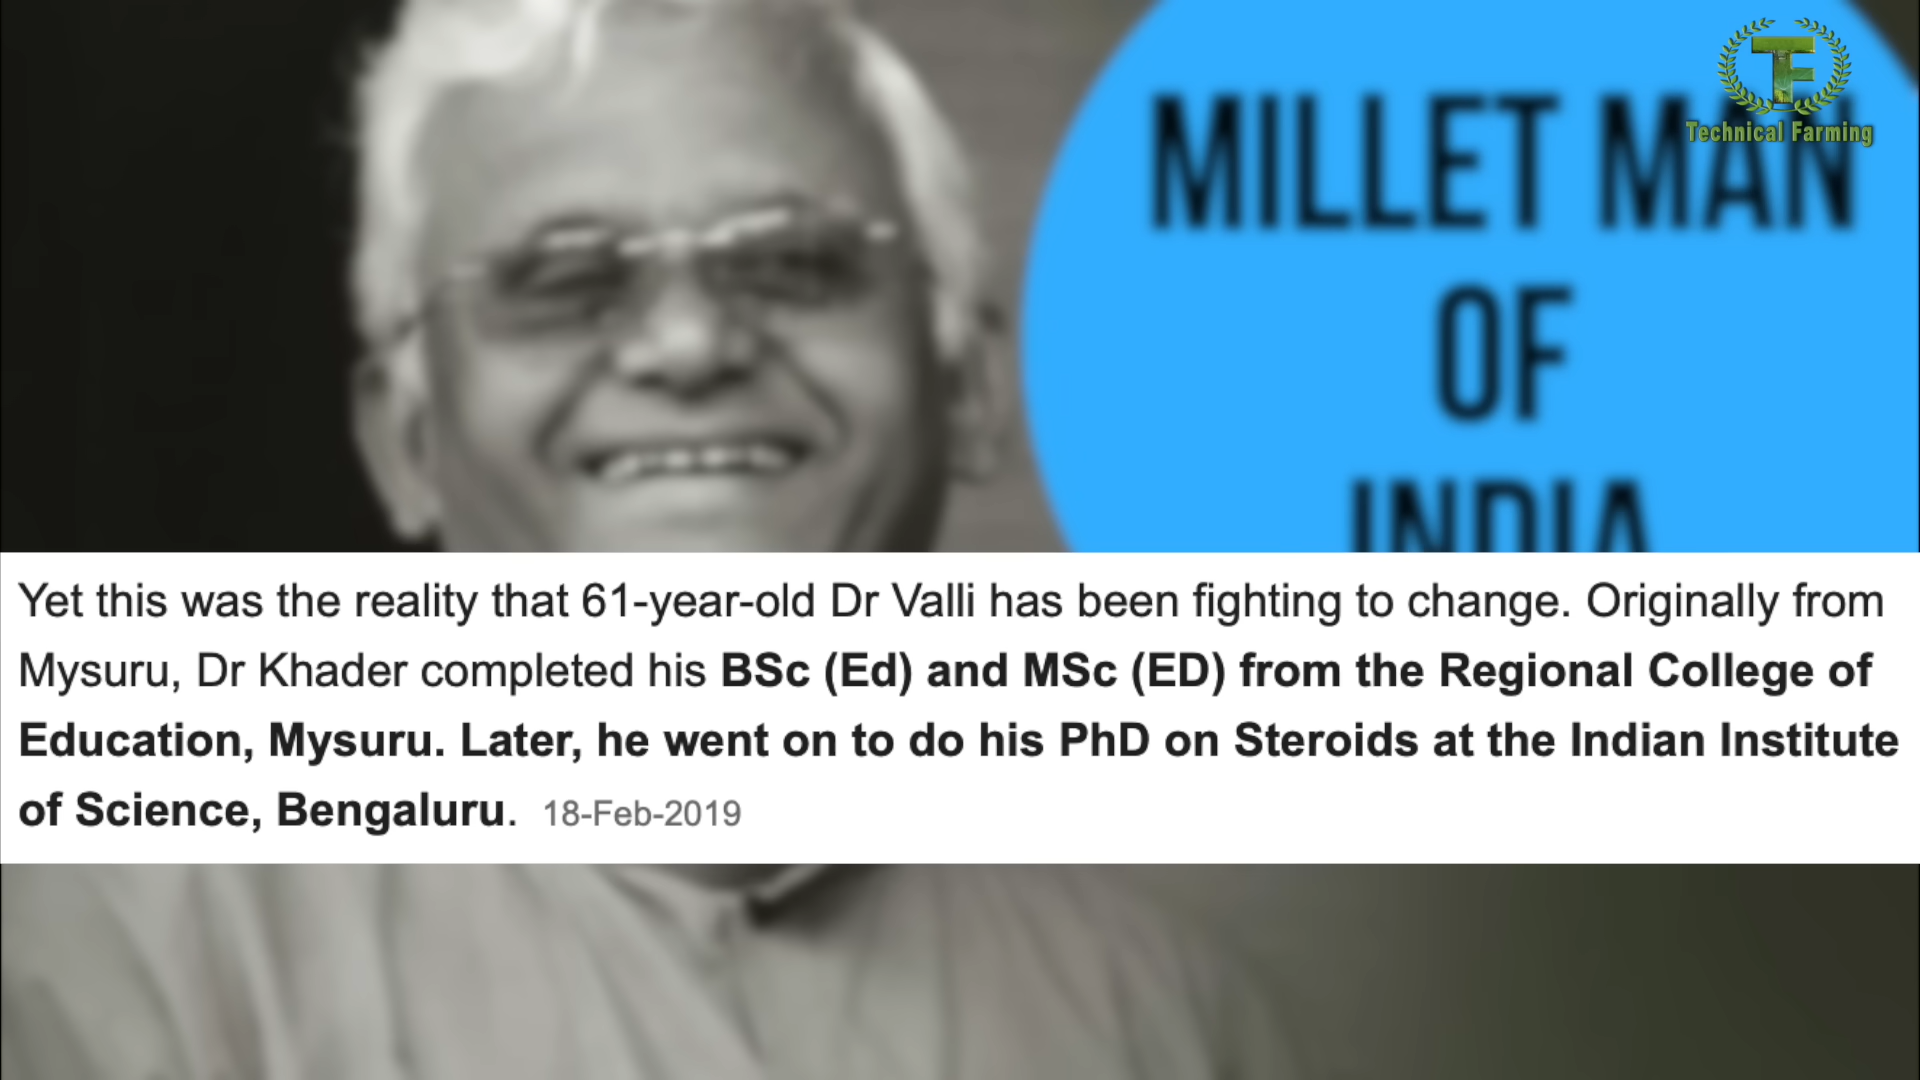 MILLET MAN
OF
INDIA
TF
Technical Farming
Yet this was the reality that 61-year-old Dr Valli has been fighting to change. Originally from
Mysuru, Dr Khader completed his BSc (Ed) and MSc (ED) from the Regional College of
Education, Mysuru. Later, he went on to do his PhD on Steroids at the Indian Institute
of Science, Bengaluru. 18-Feb-2019